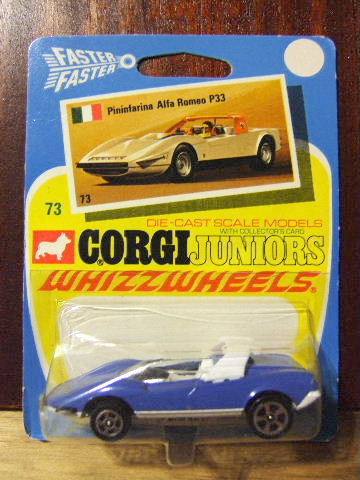 FASTER
FASTER
Pininfarina Alfa Romeo P33
73
73
DIE-CAST SCALE MODELS
WITH COLLECTOR'S CARD
CORGI JUNIORS
WHIZZWHEELS